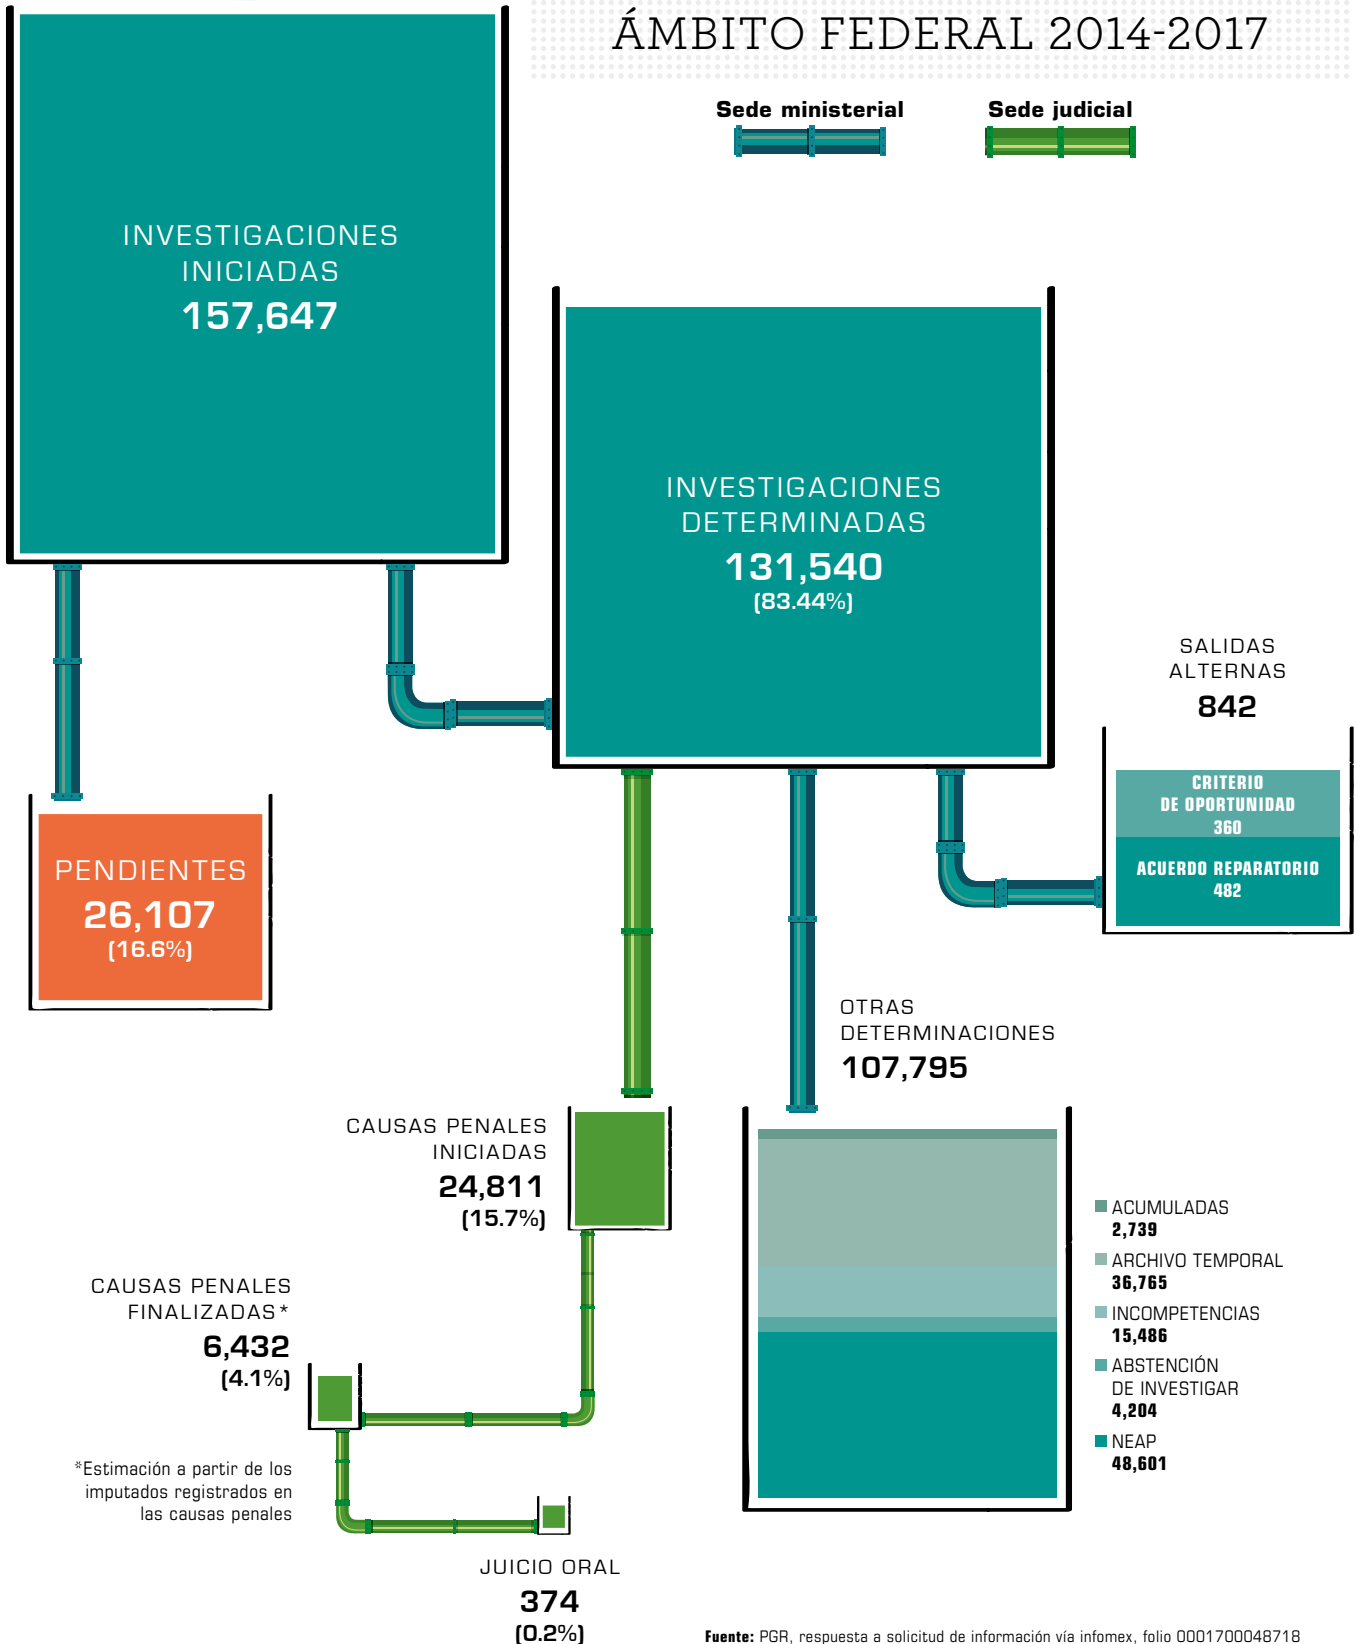 ÁMBITO FEDERAL 2014-2017
Sede ministerial
Sede judicial
INVESTIGACIONES
INICIADAS
157,647
INVESTIGACIONES
DETERMINADAS
131,540
(83.44%)
SALIDAS
ALTERNAS
842
CRITERIO
DE OPORTUNIDAD
360
ACUERDO REPARATORIO
482
PENDIENTES
26,107
(16.6%)
OTRAS
DETERMINACIONES
107,795
CAUSAS PENALES
INICIADAS
24,811
(15.7%)
ACUMULADAS
2,739
ARCHIVO TEMPORAL
36,765
INCOMPETENCIAS
15,486
ABSTENCIÓN
DE INVESTIGAR
4,204
NEAP
48,601
CAUSAS PENALES
FINALIZADAS*
6,432
(4.1%)
*Estimación a partir de los
imputados registrados en
las causas penales
JUICIO ORAL
374
(0.2%)
Fuente: PGR, respuesta a solicitud de información vía infomex, folio 0001700048718